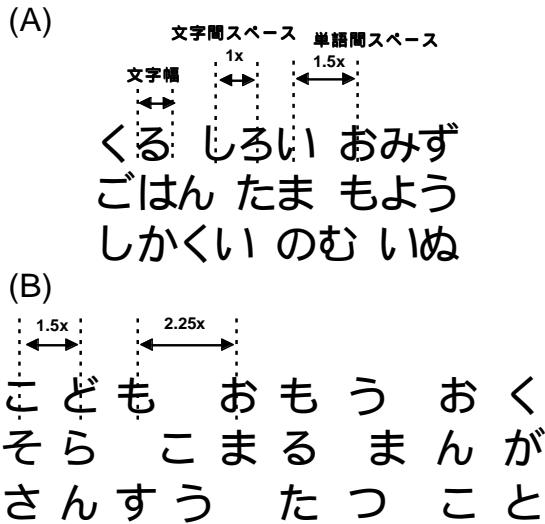 (A)
文字間スペース 単語間スペース
1x 1.5x
文字幅
くる しろい おみず
ごはん たま もよう
しかくい のむ いぬ
(B)
1.5x 2.25x
こども おもう おく
そら こまる まんが
さんすう たつ こと